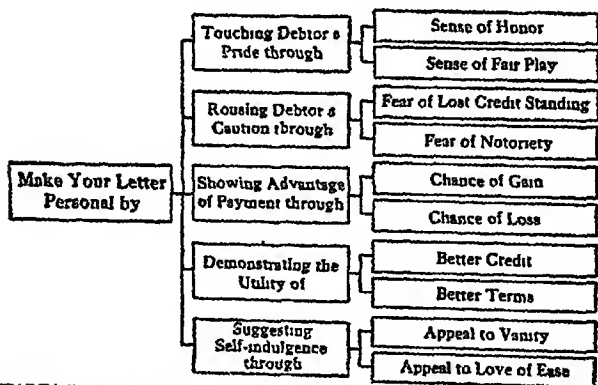 Make Your Letter
Personal by
Touching Debtor s
Pride through
Sense of Honor
Sense of Fair Play
Rousing Debtor s
Caution through
Fear of Lost Credit Standing
Fear of Notoriety
Showing Advantage
of Payment through
Chance of Gain
Chance of Loss
Demonstrating the
Utility of
Better Credit
Better Terms
Suggesting
Self-indulgence
through
Appeal to Vanity
Appeal to Love of Ease